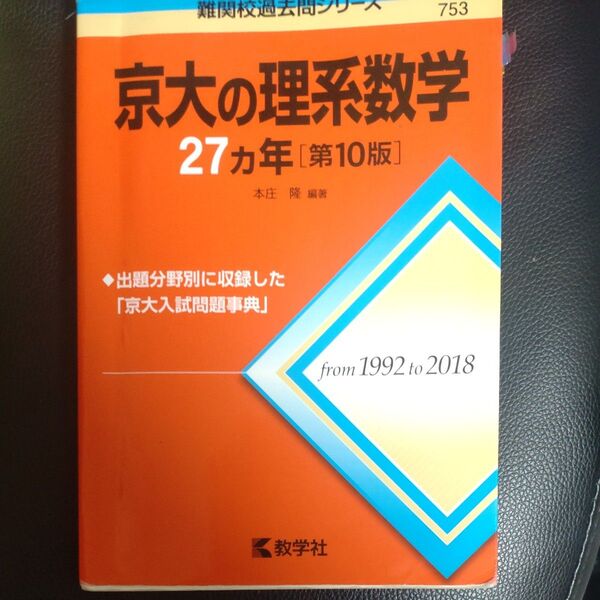 難関校過去問シリーズ
753
京大の理系数学
27ヵ年[第10版]
本庄 隆 編著
◆出題分野別に収録した
「京大入試問題事典」
from 1992 to 2018
教学社